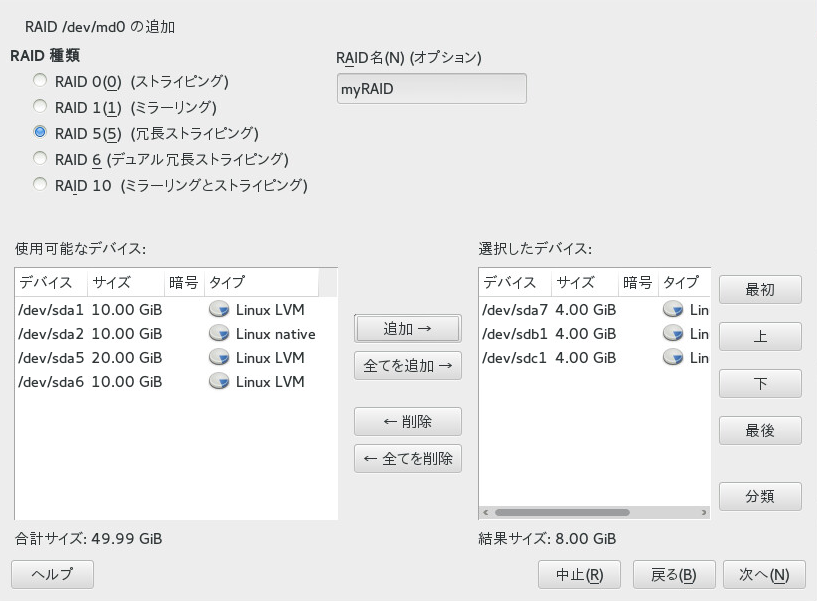 RAID /dev/md0 の追加
RAID 種類
RAID 0(0) (ストライピング)
RAID 1(1) (ミラーリング)
RAID 5(5) (冗長ストライピング)
RAID 6 (デュアル冗長ストライピング)
RAID 10 (ミラーリングとストライピング)
RAID名(N) (オプション)
myRAID
使用可能なデバイス:
デバイス サイズ 暗号 タイプ
/dev/sda1 10.00 GiB Linux LVM
/dev/sda2 10.00 GiB Linux native
/dev/sda5 20.00 GiB Linux LVM
/dev/sda6 10.00 GiB Linux LVM
合計サイズ: 49.99 GiB
追加 →
全てを追加 →
← 削除
← 全てを削除
選択したデバイス:
デバイス サイズ 暗号 タイプ
/dev/sda7 4.00 GiB Lin
/dev/sdb1 4.00 GiB Lin
/dev/sdc1 4.00 GiB Lin
結果サイズ: 8.00 GiB
最初
上
下
最後
分類
ヘルプ
中止(R)
戻る(B)
次へ(N)